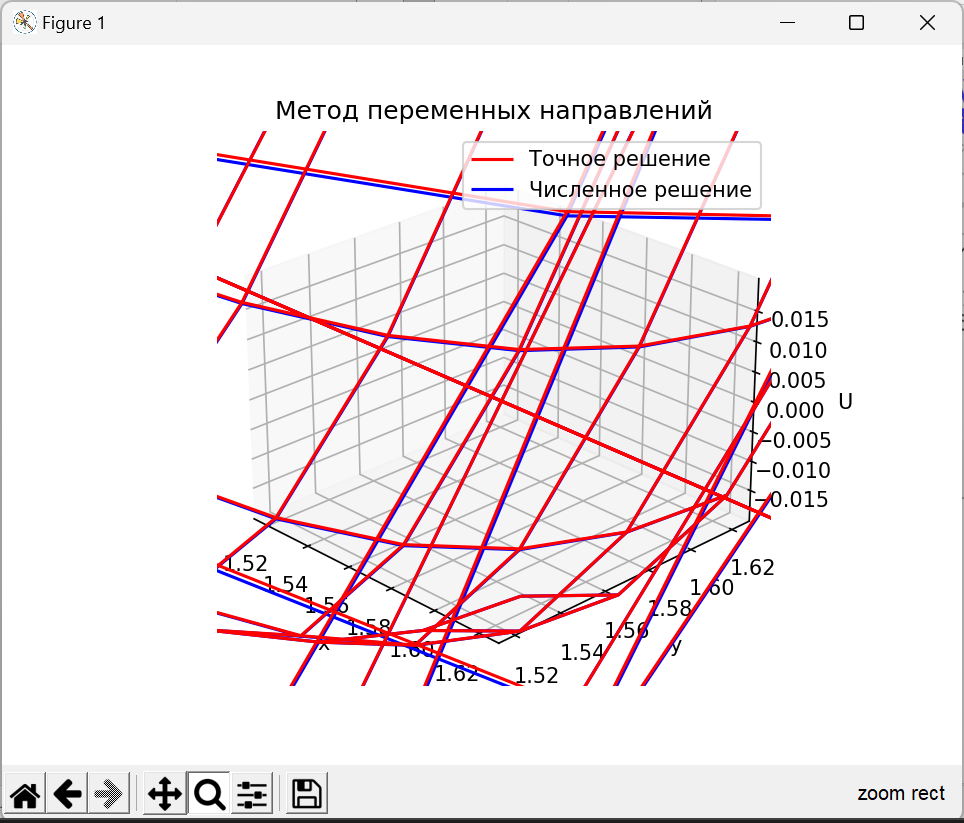 Figure 1
Метод переменных направлений
Точное решение
Численное решение
0.015
0.010
0.005
0.000
−0.005
−0.010
−0.015
U
1.52
1.54
1.56
1.58
1.60
1.62
x
1.52
1.54
1.56
1.58
1.60
1.62
y
zoom rect